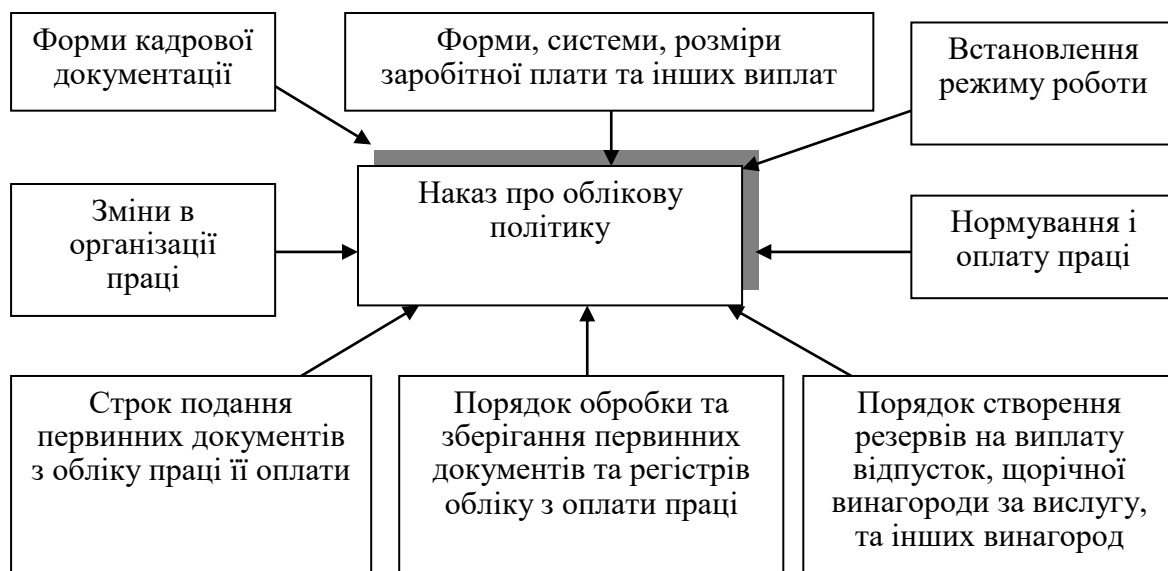 Форми кадрової
документації
Форми, системи, розміри
заробітної плати та інших виплат
Встановлення
режиму роботи
Зміни в
організації
праці
Наказ про облікову
політику
Нормування і
оплату праці
Строк подання
первинних документів
з обліку праці її оплати
Порядок обробки та
зберігання первинних
документів та регістрів
обліку з оплати праці
Порядок створення
резервів на виплату
відпусток, щорічної
винагороди за вислугу,
та інших винагород